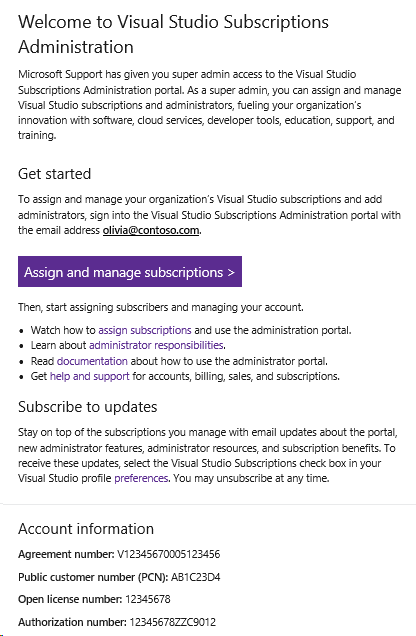 Welcome to Visual Studio Subscriptions
Administration
Microsoft Support has given you super admin access to the Visual Studio
Subscriptions Administration portal. As a super admin, you can assign and manage
Visual Studio subscriptions and administrators, fueling your organization's
innovation with software, cloud services, developer tools, education, support, and
training.
Get started
To assign and manage your organization's Visual Studio subscriptions and add
administrators, sign into the Visual Studio Subscriptions Administration portal with
the email address olivia@contoso.com.
Assign and manage subscriptions >
Then, start assigning subscribers and managing your account.
• Watch how to assign subscriptions and use the administration portal.
• Learn about administrator responsibilities.
• Read documentation about how to use the administrator portal.
• Get help and support for accounts, billing, sales, and subscriptions.
Subscribe to updates
Stay on top of the subscriptions you manage with email updates about the portal,
new administrator features, administrator resources, and subscription benefits. To
receive these updates, select the Visual Studio Subscriptions check box in your
Visual Studio profile preferences. You may unsubscribe at any time.
Account information
Agreement number: V12345670005123456
Public customer number (PCN): AB1C23D4
Open license number: 12345678
Authorization number: 12345678ZZC9012